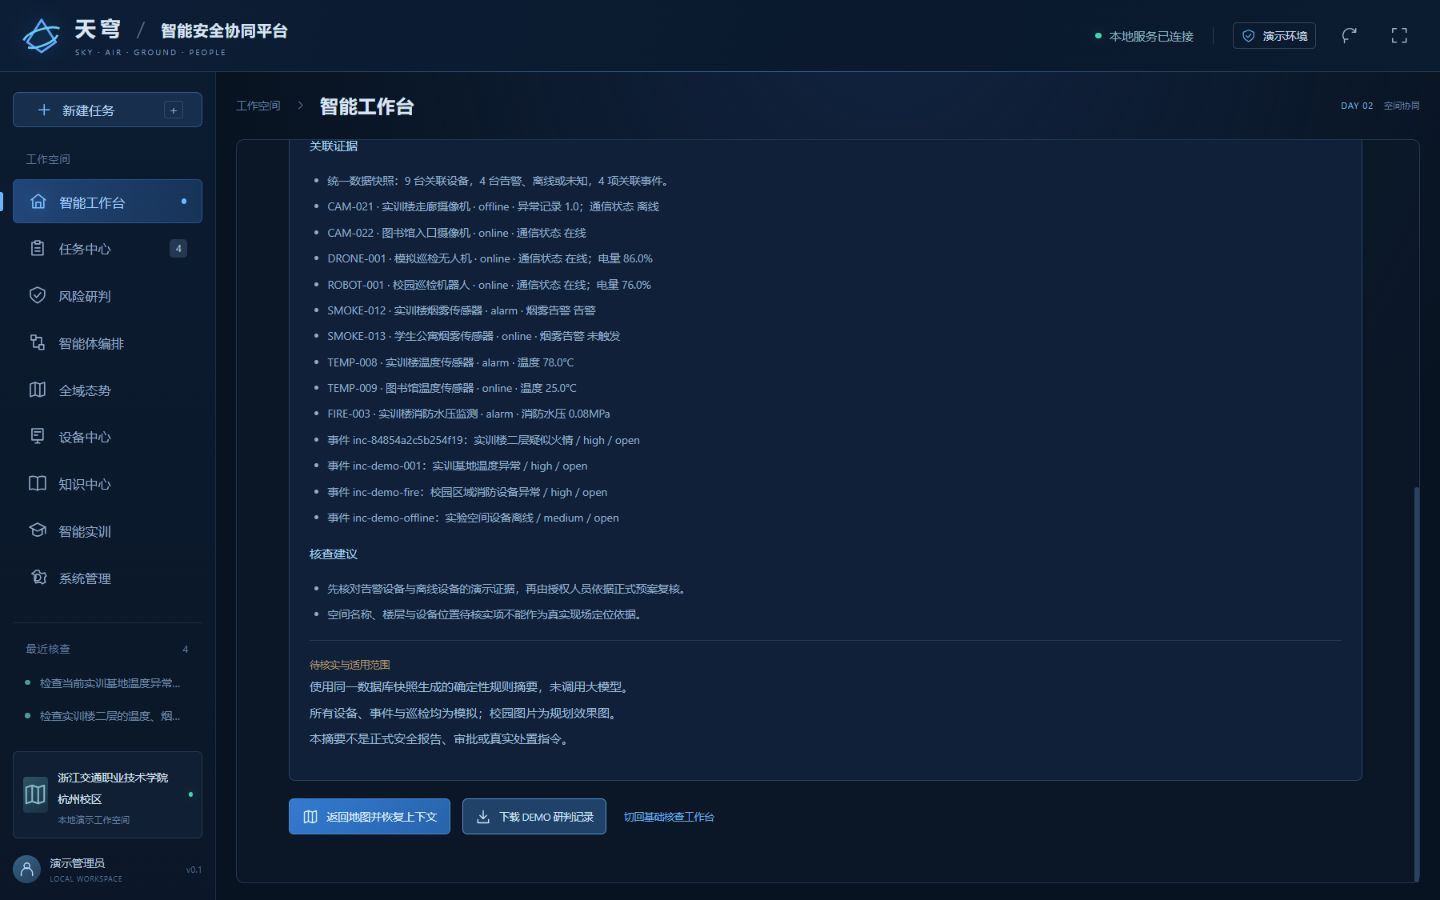 天穹 / 智能安全协同平台
SKY · AIR · GROUND · PEOPLE
本地服务已连接
演示环境
新建任务 +
工作空间
智能工作台
任务中心 4
风险研判
智能体编排
全域态势
设备中心
知识中心
智能实训
系统管理
最近核查 4
检查当前实训基地温度异常...
检查实训楼二层的温度、烟...
浙江交通职业技术学院
杭州校区
本地演示工作空间
演示管理员
LOCAL WORKSPACE
v0.1
工作空间 > 智能工作台
DAY 02 空间协同
关联证据
统一数据快照：9 台关联设备，4 台告警、离线或未知，4 项关联事件。
CAM-021 · 实训楼走廊摄像机 · offline · 异常记录 1.0；通信状态 离线
CAM-022 · 图书馆入口摄像机 · online · 通信状态 在线
DRONE-001 · 模拟巡检无人机 · online · 通信状态 在线；电量 86.0%
ROBOT-001 · 校园巡检机器人 · online · 通信状态 在线；电量 76.0%
SMOKE-012 · 实训楼烟雾传感器 · alarm · 烟雾告警 告警
SMOKE-013 · 学生公寓烟雾传感器 · online · 烟雾告警 未触发
TEMP-008 · 实训楼温度传感器 · alarm · 温度 78.0°C
TEMP-009 · 图书馆温度传感器 · online · 温度 25.0°C
FIRE-003 · 实训楼消防水压监测 · alarm · 消防水压 0.08MPa
事件 inc-84854a2c5b254f19：实训楼二层疑似火情 / high / open
事件 inc-demo-001：实训基地温度异常 / high / open
事件 inc-demo-fire：校园区域消防设备异常 / high / open
事件 inc-demo-offline：实验空间设备离线 / medium / open
核查建议
先核对告警设备与离线设备的演示证据，再由授权人员依据正式预案复核。
空间名称、楼层与设备位置待核实项不能作为真实现场定位依据。
待核实与适用范围
使用同一数据库快照生成的确定性规则摘要，未调用大模型。
所有设备、事件与巡检均为模拟；校园图片为规划效果图。
本摘要不是正式安全报告、审批或真实处置指令。
返回地图并恢复上下文
下载 DEMO 研判记录
切回基础核查工作台